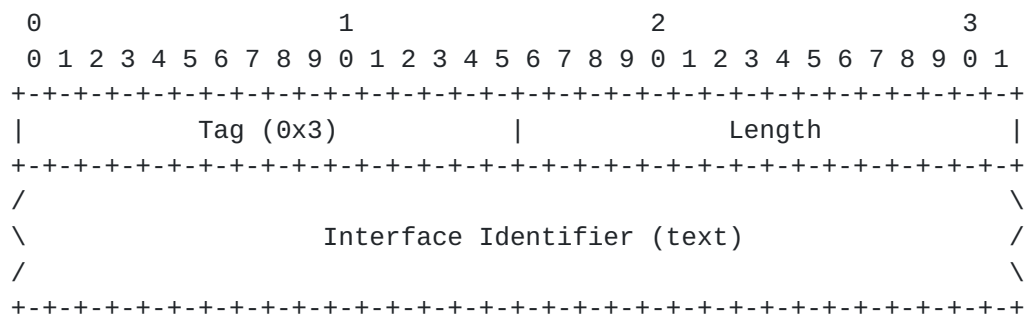 0                   1                   2                   3
 0 1 2 3 4 5 6 7 8 9 0 1 2 3 4 5 6 7 8 9 0 1 2 3 4 5 6 7 8 9 0 1
+-+-+-+-+-+-+-+-+-+-+-+-+-+-+-+-+-+-+-+-+-+-+-+-+-+-+-+-+-+-+-+-+
|           Tag (0x3)           |             Length            |
+-+-+-+-+-+-+-+-+-+-+-+-+-+-+-+-+-+-+-+-+-+-+-+-+-+-+-+-+-+-+-+-+
/                                                               \
\                   Interface Identifier (text)                 /
/                                                               \
+-+-+-+-+-+-+-+-+-+-+-+-+-+-+-+-+-+-+-+-+-+-+-+-+-+-+-+-+-+-+-+-+